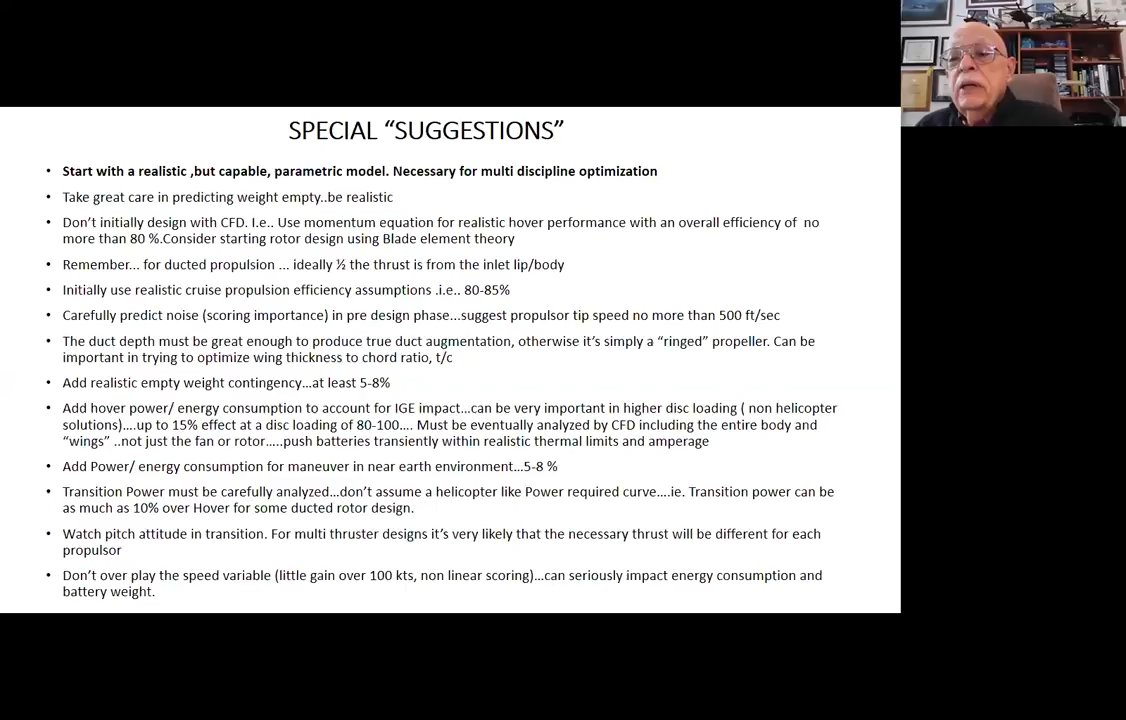 SPECIAL “SUGGESTIONS”
• Start with a realistic ,but capable, parametric model. Necessary for multi discipline optimization
• Take great care in predicting weight empty..be realistic
• Don’t initially design with CFD. I.e.. Use momentum equation for realistic hover performance with an overall efficiency of no
more than 80 %.Consider starting rotor design using Blade element theory
• Remember... for ducted propulsion ... ideally ½ the thrust is from the inlet lip/body
• Initially use realistic cruise propulsion efficiency assumptions .i.e.. 80-85%
• Carefully predict noise (scoring importance) in pre design phase...suggest propulsor tip speed no more than 500 ft/sec
• The duct depth must be great enough to produce true duct augmentation, otherwise it’s simply a “ringed” propeller. Can be
important in trying to optimize wing thickness to chord ratio, t/c
• Add realistic empty weight contingency...at least 5-8%
• Add hover power/ energy consumption to account for IGE impact...can be very important in higher disc loading ( non helicopter
solutions)....up to 15% effect at a disc loading of 80-100.... Must be eventually analyzed by CFD including the entire body and
“wings” ..not just the fan or rotor.....push batteries transiently within realistic thermal limits and amperage
• Add Power/ energy consumption for maneuver in near earth environment...5-8 %
• Transition Power must be carefully analyzed...don’t assume a helicopter like Power required curve....ie. Transition power can be
as much as 10% over Hover for some ducted rotor design.
• Watch pitch attitude in transition. For multi thruster designs it’s very likely that the necessary thrust will be different for each
propulsor
• Don’t over play the speed variable (little gain over 100 kts, non linear scoring)...can seriously impact energy consumption and
battery weight.